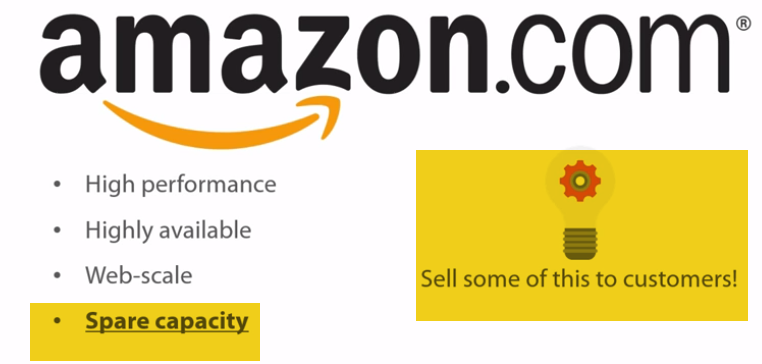 amazon.com®
• High performance
• Highly available
• Web-scale
• Spare capacity
Sell some of this to customers!